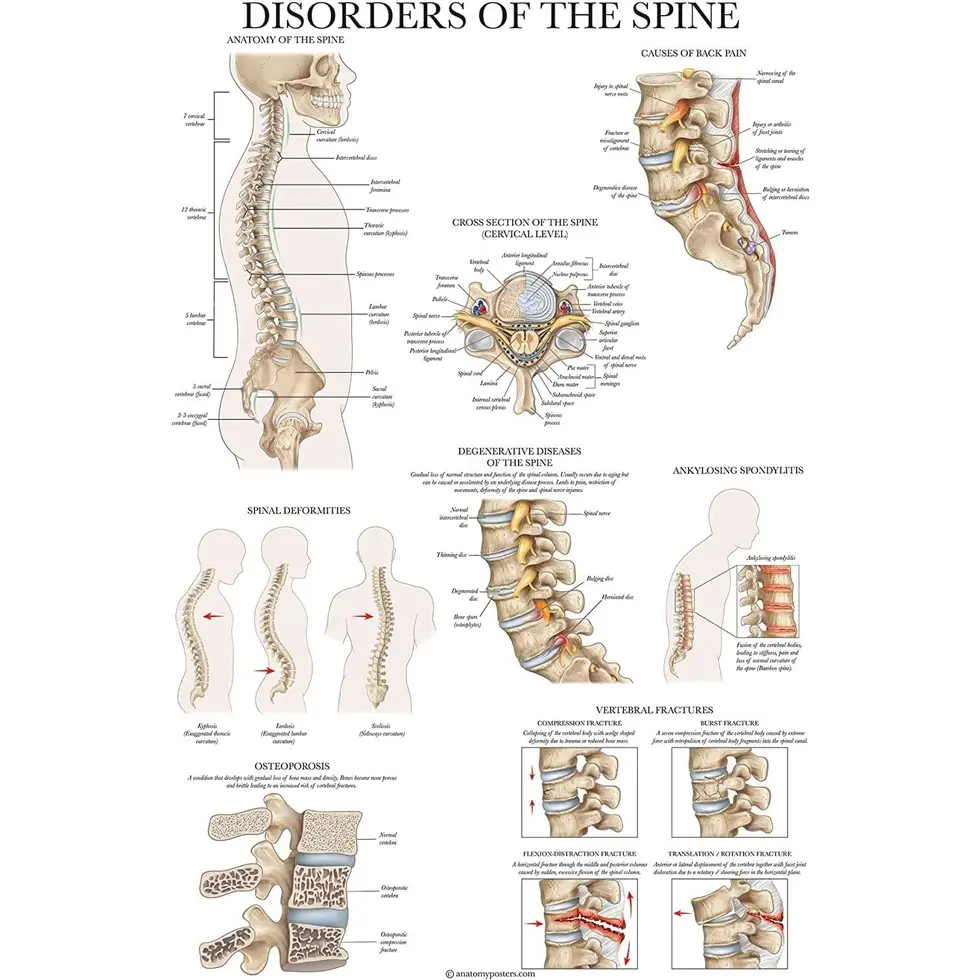 DISORDERS OF THE SPINE
ANATOMY OF THE SPINE
7 cervical
vertebrae
12 thoracic
vertebrae
5 lumbar
vertebrae
5 sacral
vertebrae (fused)
3-5 coccygeal
vertebrae (fused)
Cervical
curvature (lordosis)
Intervertebral discs
Intervertebral
foramina
Transverse processes
Thoracic
curvature (kyphosis)
Spinous processes
Lumbar
curvature
(lordosis)
Pelvis
Sacral
curvature
(kyphosis)
CAUSES OF BACK PAIN
Injury to spinal
nerve roots
Fracture or
misalignment
of vertebrae
Degenerative disease
of the spine
Narrowing of the
spinal canal
Injury or arthritis
of facet joints
Stretching or tearing of
ligaments and muscles
of the spine
Bulging or herniation
of intervertebral discs
Tumors
CROSS SECTION OF THE SPINE
(CERVICAL LEVEL)
Anterior longitudinal
ligament
Vertebral
body
Transverse
foramen
Pedicle
Spinal nerve
Posterior tubercle of
transverse process
Posterior longitudinal
ligament
Spinal cord
Lamina
Internal vertebral
venous plexus
Annulus fibrosus
Nucleus pulposus
Intervertebral
disc
Anterior tubercle of
transverse process
Vertebral veins
Vertebral artery
Spinal ganglion
Superior
articular
facet
Ventral and dorsal roots
of spinal nerve
Pia mater
Arachnoid mater
Dura mater
Spinal
meninges
Subarachnoid space
Subdural space
Spinous
process
DEGENERATIVE DISEASES
OF THE SPINE
Gradual loss of normal structure and function of the spinal column. Usually occurs due to aging but
can be caused or accelerated by an underlying disease process. Leads to pain, restriction of
movements, deformity of the spine and spinal nerve injuries.
Normal
intervertebral
disc
Thinning disc
Degenerated
disc
Bone spurs
(osteophytes)
Spinal nerve
Bulging disc
Herniated disc
ANKYLOSING SPONDYLITIS
Ankylosing spondylitis
Fusion of the vertebral bodies,
leading to stiffness, pain and
loss of normal curvature of
the spine (Bamboo spine).
SPINAL DEFORMITIES
Kyphosis
(Exaggerated thoracic
curvature)
Lordosis
(Exaggerated lumbar
curvature)
Scoliosis
(Sideways curvature)
OSTEOPOROSIS
A condition that develops with gradual loss of bone mass and density. Bones become more porous
and brittle leading to an increased risk of vertebral fractures.
Normal
vertebra
Osteoporotic
vertebra
Osteoporotic
compression
fracture
VERTEBRAL FRACTURES
COMPRESSION FRACTURE
Collapsing of the vertebral body with wedge shaped
deformity due to trauma or reduced bone mass.
BURST FRACTURE
A severe compression fracture of the vertebral body caused by extreme
force with retropulsion of vertebral body fragments into the spinal canal.
FLEXION-DISTRACTION FRACTURE
A horizontal fracture through the middle and posterior columns
caused by sudden, excessive flexion of the spinal column.
TRANSLATION / ROTATION FRACTURE
Anterior or lateral displacement of the vertebra together with facet joint
dislocation due to a rotatory / shearing force in the horizontal plane.
© anatomyposters.com